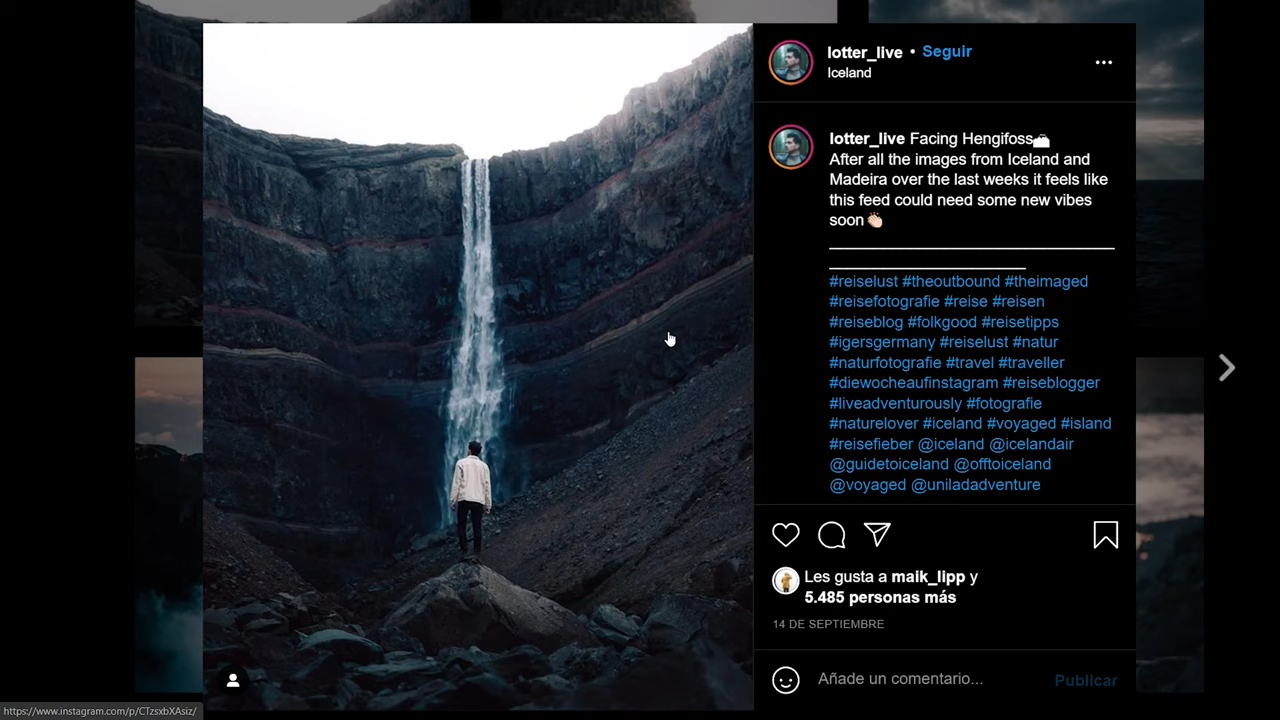 lotter_live • Seguir
Iceland
lotter_live Facing Hengifoss🏔
After all the images from Iceland and
Madeira over the last weeks it feels like
this feed could need some new vibes
soon👏🏻
#reiselust #theoutbound #theimaged
#reisefotografie #reise #reisen
#reiseblog #folkgood #reisetipps
#igersgermany #reiselust #natur
#naturfotografie #travel #traveller
#diewocheaufinstagram #reiseblogger
#liveadventurously #fotografie
#naturelover #iceland #voyaged #island
#reisefieber @iceland @icelandair
@guidetoiceland @offtoiceland
@voyaged @uniladadventure
Les gusta a maik_lipp y
5.485 personas más
14 DE SEPTIEMBRE
Añade un comentario...
Publicar
https://www.instagram.com/p/CTzsxbXAsiz/